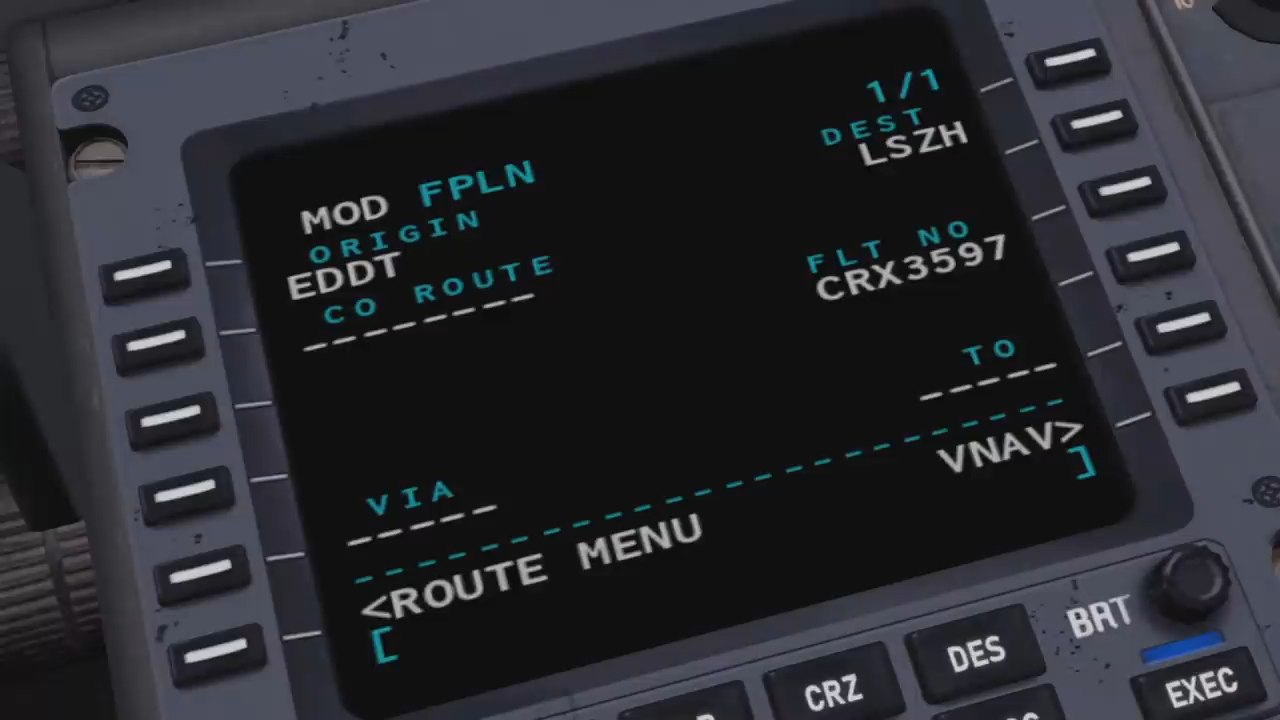 MOD FPLN 1/1
ORIGIN DEST
EDDT LSZH
CO ROUTE FLT NO
-------- CRX3597
VIA TO
----- -----
<ROUTE MENU VNAV>
[ ]
BRT
CRZ DES EXEC